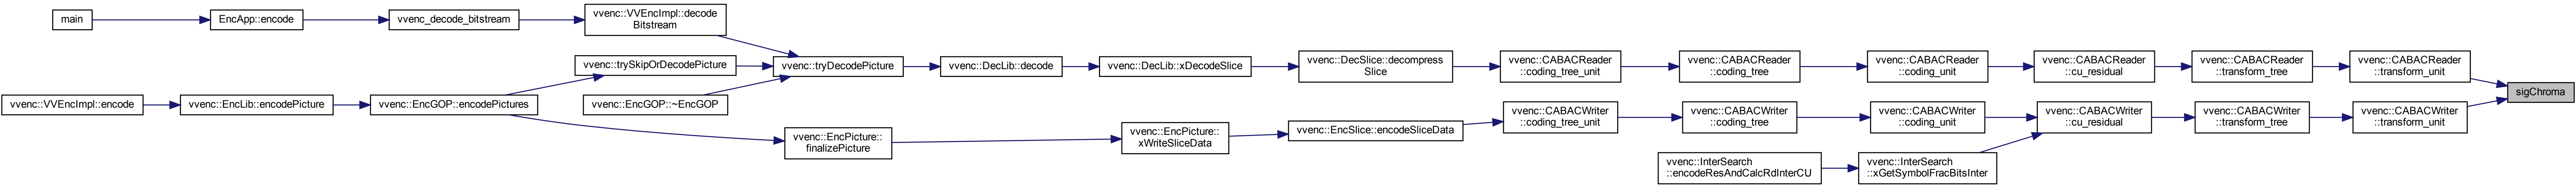 main
EncApp::encode
vvenc_decode_bitstream
vvenc::VVEncImpl::decode
Bitstream
vvenc::trySkipOrDecodePicture
vvenc::tryDecodePicture
vvenc::DecLib::decode
vvenc::DecLib::xDecodeSlice
vvenc::DecSlice::decompress
Slice
vvenc::CABACReader
::coding_tree_unit
vvenc::CABACReader
::coding_tree
vvenc::CABACReader
::coding_unit
vvenc::CABACReader
::cu_residual
vvenc::CABACReader
::transform_tree
vvenc::CABACReader
::transform_unit
sigChroma
vvenc::VVEncImpl::encode
vvenc::EncLib::encodePicture
vvenc::EncGOP::encodePictures
vvenc::EncGOP::~EncGOP
vvenc::EncPicture::
finalizePicture
vvenc::EncPicture::
xWriteSliceData
vvenc::EncSlice::encodeSliceData
vvenc::CABACWriter
::coding_tree_unit
vvenc::CABACWriter
::coding_tree
vvenc::CABACWriter
::coding_unit
vvenc::CABACWriter
::cu_residual
vvenc::CABACWriter
::transform_tree
vvenc::CABACWriter
::transform_unit
vvenc::InterSearch
::encodeResAndCalcRdInterCU
vvenc::InterSearch
::xGetSymbolFracBitsInter